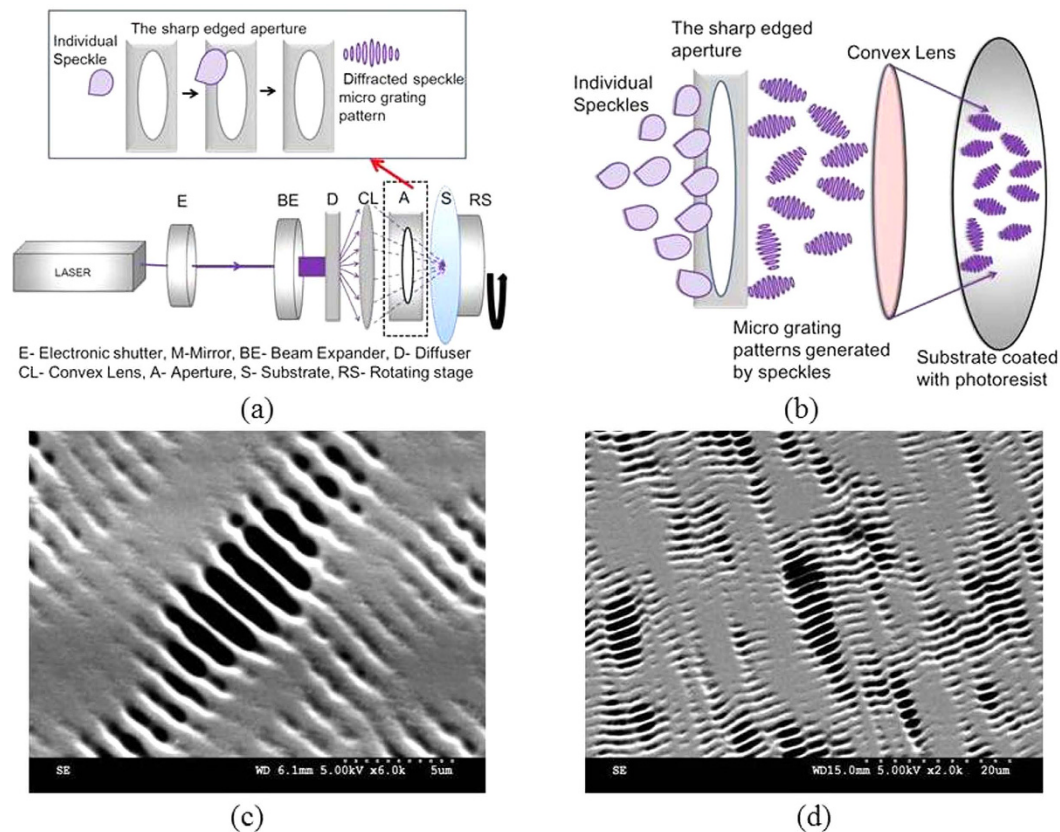 The sharp edged aperture
Individual
Speckle
Diffracted speckle
micro grating
pattern
E
BE
D
CL
A
S
RS
LASER
E- Electronic shutter, M-Mirror, BE- Beam Expander, D- Diffuser
CL- Convex Lens, A- Aperture, S- Substrate, RS- Rotating stage
(a)
The sharp edged
aperture
Convex Lens
Individual
Speckles
Micro grating
patterns generated
by speckles
Substrate coated
with photoresist
(b)
SE WD 6.1mm 5.00kV x6.0k 5um
(c)
SE WD15.0mm 5.00kV x2.0k 20um
(d)